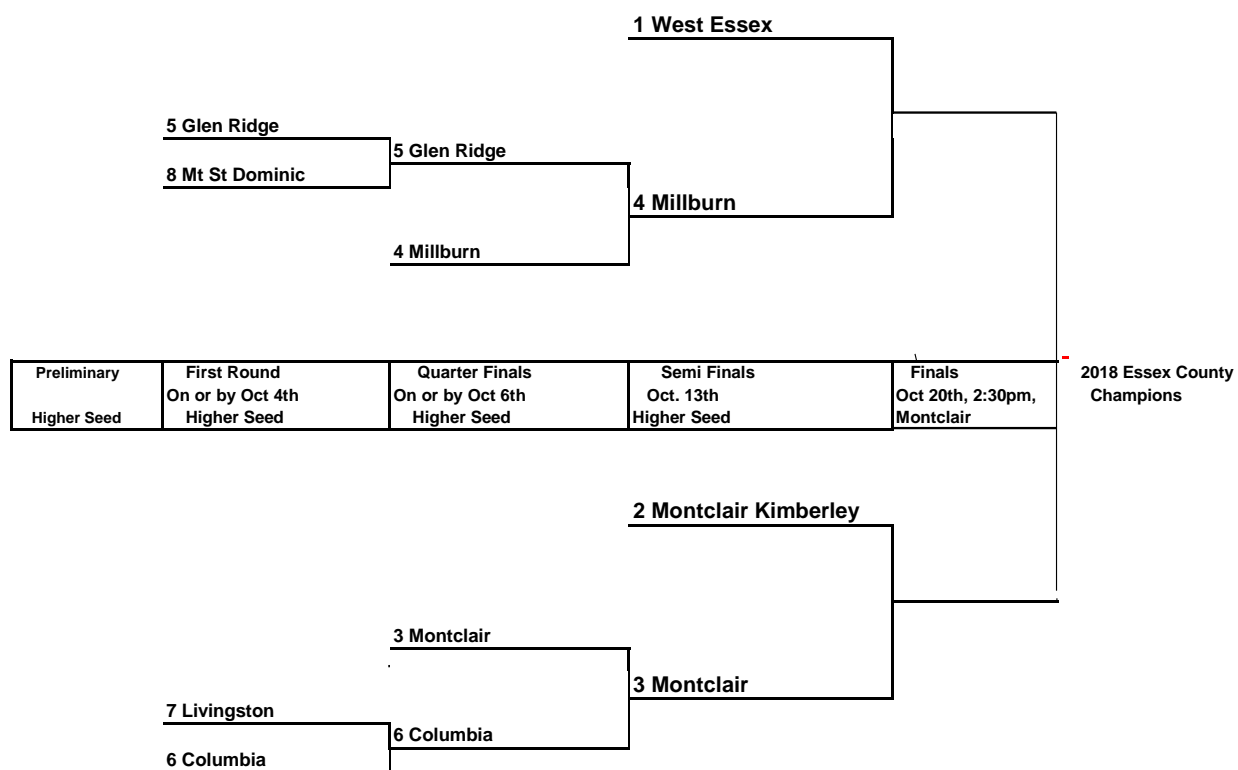 1 West Essex
5 Glen Ridge
5 Glen Ridge
8 Mt St Dominic
4 Millburn
4 Millburn
Preliminary First Round Quarter Finals Semi Finals Finals 2018 Essex County
On or by Oct 4th On or by Oct 6th Oct. 13th Oct 20th, 2:30pm, Champions
Higher Seed Higher Seed Higher Seed Higher Seed Montclair
2 Montclair Kimberley
3 Montclair
3 Montclair
7 Livingston
6 Columbia
6 Columbia